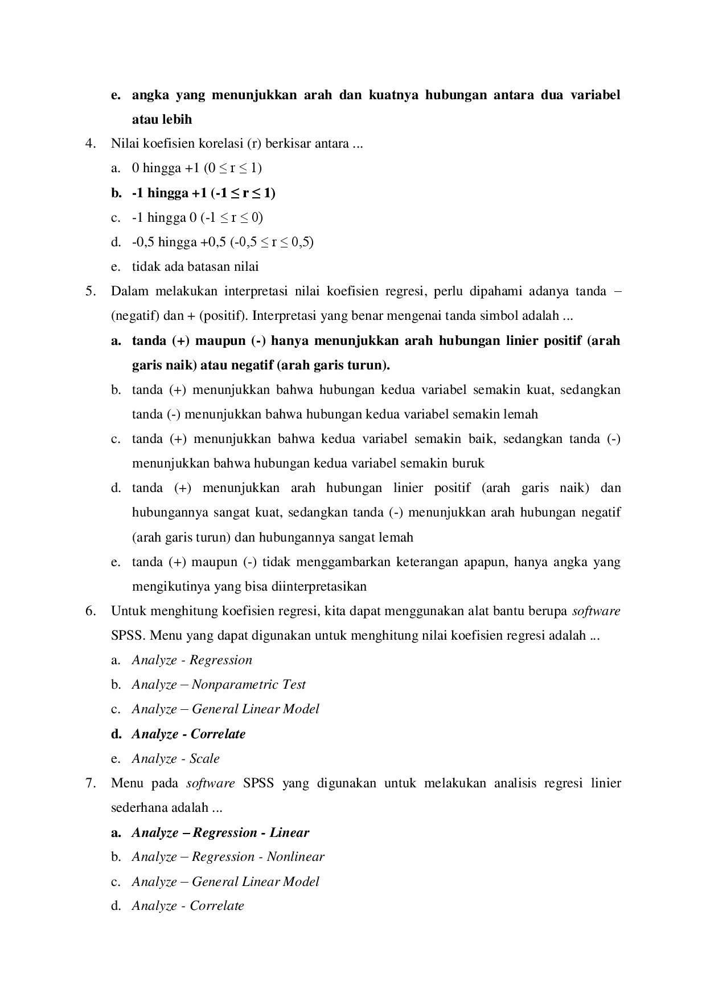 e. angka yang menunjukkan arah dan kuatnya hubungan antara dua variabel
atau lebih
4. Nilai koefisien korelasi (r) berkisar antara ...
a. 0 hingga +1 (0 ≤ r ≤ 1)
b. -1 hingga +1 (-1 ≤ r ≤ 1)
c. -1 hingga 0 (-1 ≤ r ≤ 0)
d. -0,5 hingga +0,5 (-0,5 ≤ r ≤ 0,5)
e. tidak ada batasan nilai
5. Dalam melakukan interpretasi nilai koefisien regresi, perlu dipahami adanya tanda –
(negatif) dan + (positif). Interpretasi yang benar mengenai tanda simbol adalah ...
a. tanda (+) maupun (-) hanya menunjukkan arah hubungan linier positif (arah
garis naik) atau negatif (arah garis turun).
b. tanda (+) menunjukkan bahwa hubungan kedua variabel semakin kuat, sedangkan
tanda (-) menunjukkan bahwa hubungan kedua variabel semakin lemah
c. tanda (+) menunjukkan bahwa kedua variabel semakin baik, sedangkan tanda (-)
menunjukkan bahwa hubungan kedua variabel semakin buruk
d. tanda (+) menunjukkan arah hubungan linier positif (arah garis naik) dan
hubungannya sangat kuat, sedangkan tanda (-) menunjukkan arah hubungan negatif
(arah garis turun) dan hubungannya sangat lemah
e. tanda (+) maupun (-) tidak menggambarkan keterangan apapun, hanya angka yang
mengikutinya yang bisa diinterpretasikan
6. Untuk menghitung koefisien regresi, kita dapat menggunakan alat bantu berupa software
SPSS. Menu yang dapat digunakan untuk menghitung nilai koefisien regresi adalah ...
a. Analyze - Regression
b. Analyze – Nonparametric Test
c. Analyze – General Linear Model
d. Analyze - Correlate
e. Analyze - Scale
7. Menu pada software SPSS yang digunakan untuk melakukan analisis regresi linier
sederhana adalah ...
a. Analyze – Regression - Linear
b. Analyze – Regression - Nonlinear
c. Analyze – General Linear Model
d. Analyze - Correlate